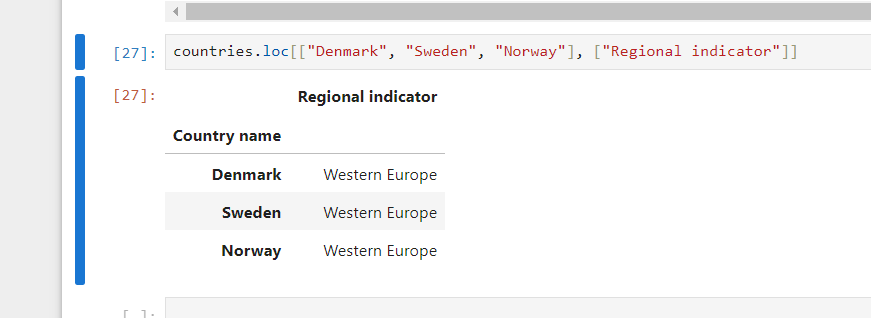 [27]: countries.loc[["Denmark", "Sweden", "Norway"], ["Regional indicator"]]
[27]: Regional indicator
Country name
Denmark Western Europe
Sweden Western Europe
Norway Western Europe
[ ]: